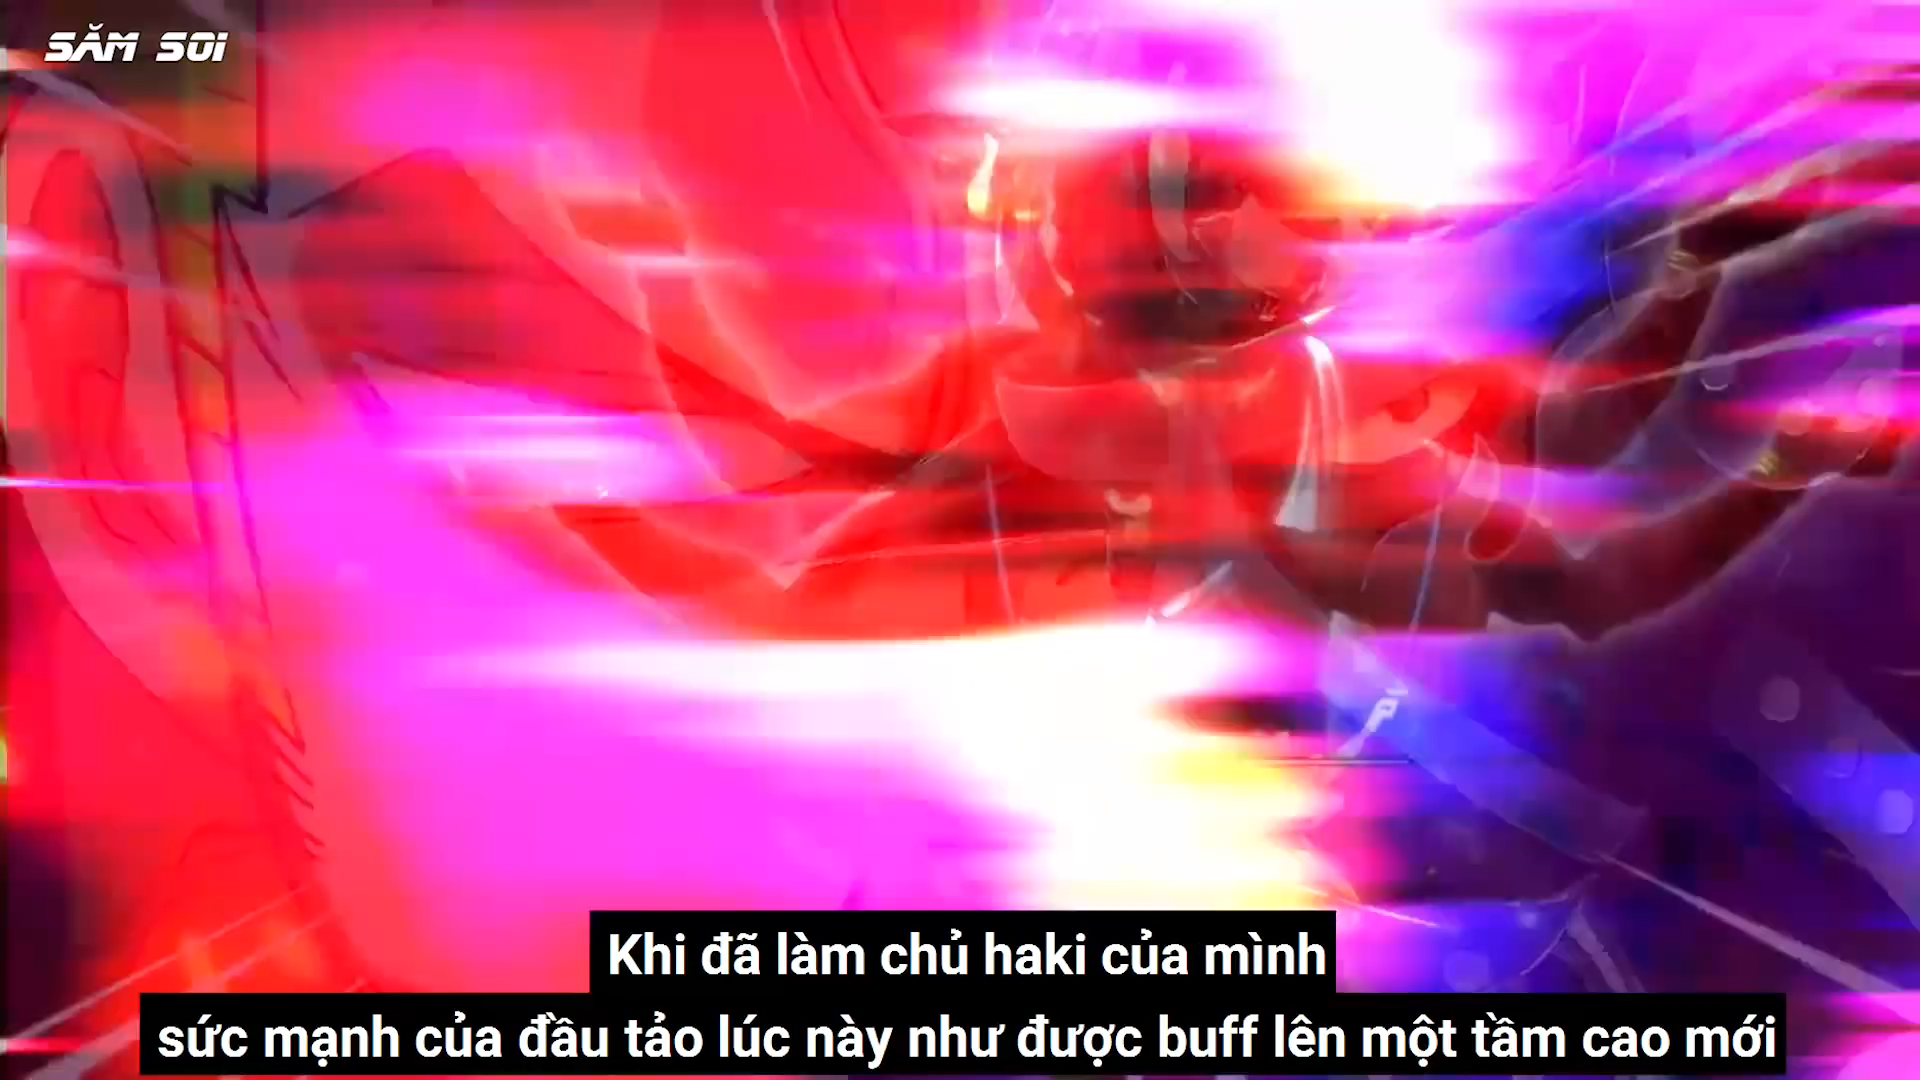 SĂM SOI
Khi đã làm chủ haki của mình
sức mạnh của đầu tảo lúc này như được buff lên một tầm cao mới